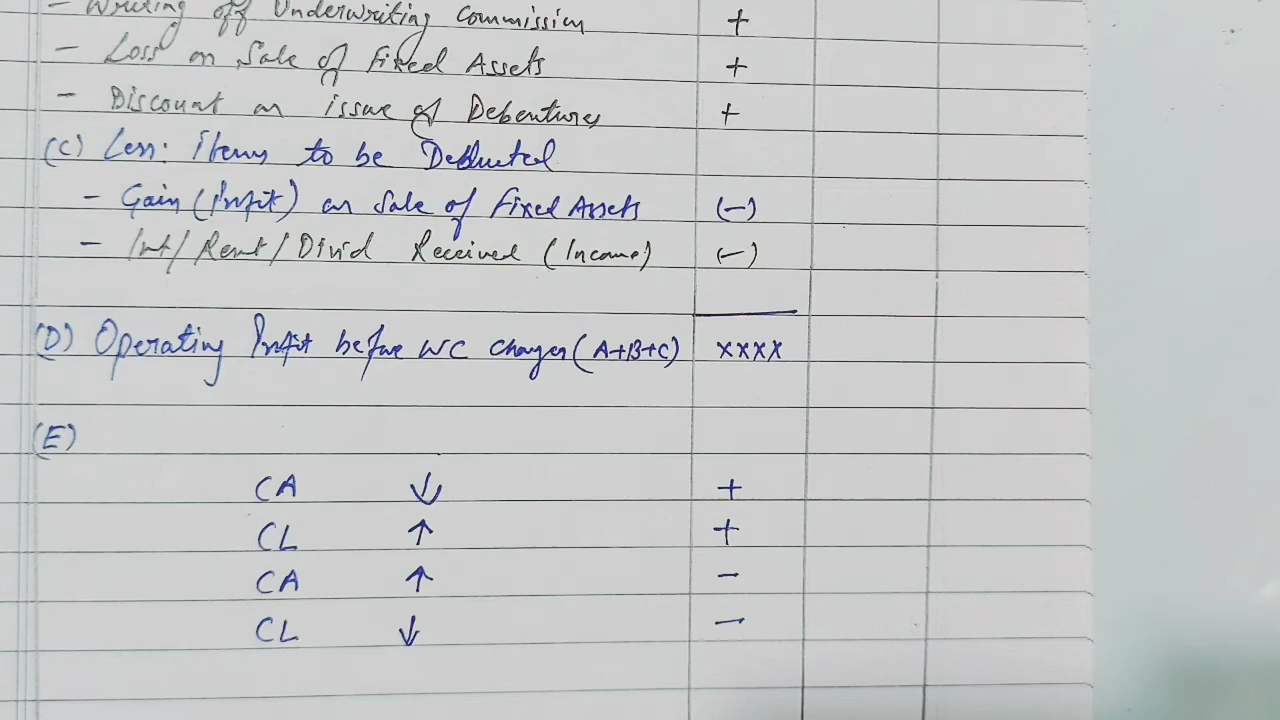 - Writing off Underwriting Commission +
- Loss on Sale of Fixed Assets +
- Discount on issue of Debentures +
(C) Less: items to be Deducted
- Gain (Profit) on Sale of Fixed Assets (-)
- Int/Rent/Divid Received (Income) (-)
(D) Operating Profit before WC changes (A+B+C) xxxx
(E)
CA ↓ +
CL ↑ +
CA ↑ -
CL ↓ -